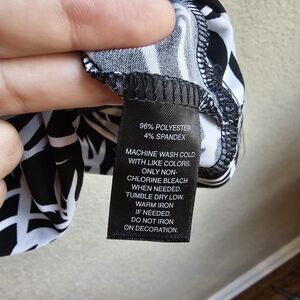 96% POLYESTER
4% SPANDEX
MACHINE WASH COLD
WITH LIKE COLORS.
ONLY NON-
CHLORINE BLEACH
WHEN NEEDED.
TUMBLE DRY LOW.
WARM IRON
IF NEEDED.
DO NOT IRON
ON DECORATION.